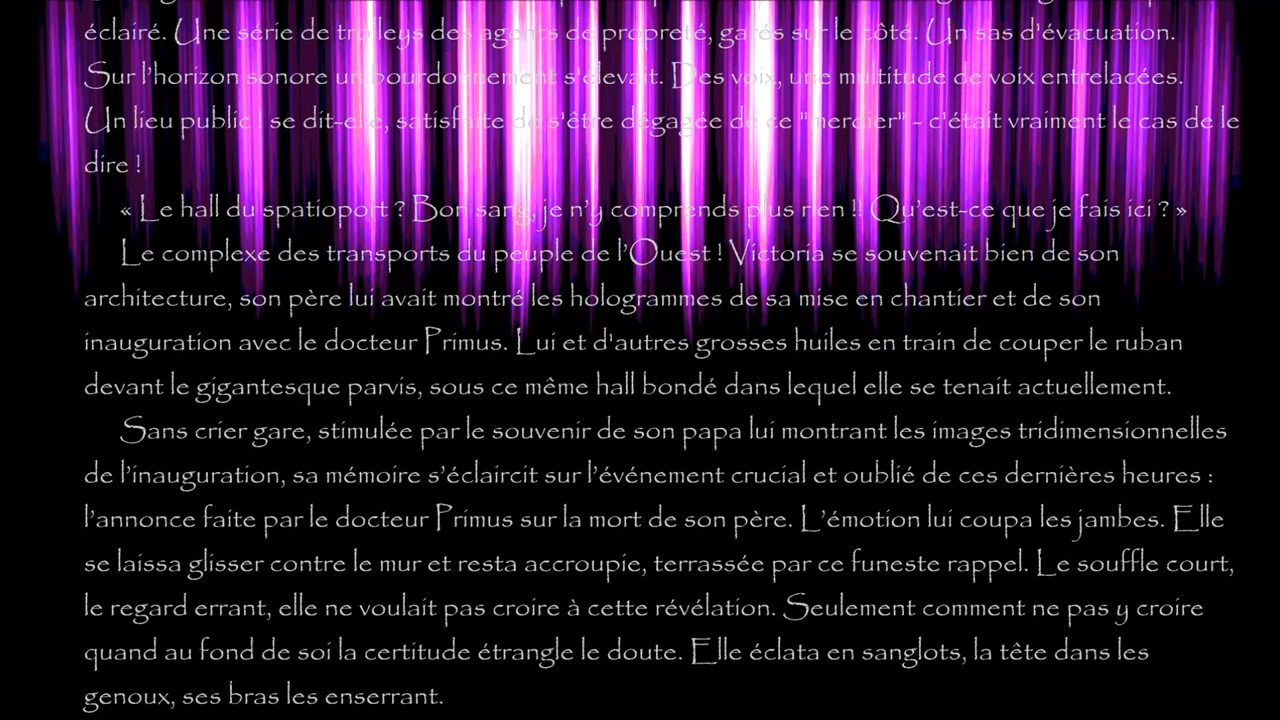 éclairé. Une série de trolleys des agents de propreté, garés sur le côté. Un sas d'évacuation.
Sur l'horizon sonore un bourdonnement s'élevait. Des voix, une multitude de voix entrelacées.
Un lieu public ! se dit-elle, satisfaite de s'être dégagée de ce "merdier" - c'était vraiment le cas de le
dire !
« Le hall du spatioport ? Bon sang, je n'y comprends plus rien !! Qu'est-ce que je fais ici ? »
Le complexe des transports du peuple de l'Ouest ! Victoria se souvenait bien de son
architecture, son père lui avait montré les hologrammes de sa mise en chantier et de son
inauguration avec le docteur Primus. Lui et d'autres grosses huiles en train de couper le ruban
devant le gigantesque parvis, sous ce même hall bondé dans lequel elle se tenait actuellement.
Sans crier gare, stimulée par le souvenir de son papa lui montrant les images tridimensionnelles
de l'inauguration, sa mémoire s'éclaircit sur l'événement crucial et oublié de ces dernières heures :
l'annonce faite par le docteur Primus sur la mort de son père. L'émotion lui coupa les jambes. Elle
se laissa glisser contre le mur et resta accroupie, terrassée par ce funeste rappel. Le souffle court,
le regard errant, elle ne voulait pas croire à cette révélation. Seulement comment ne pas y croire
quand au fond de soi la certitude étrangle le doute. Elle éclata en sanglots, la tête dans les
genoux, ses bras les enserrant.